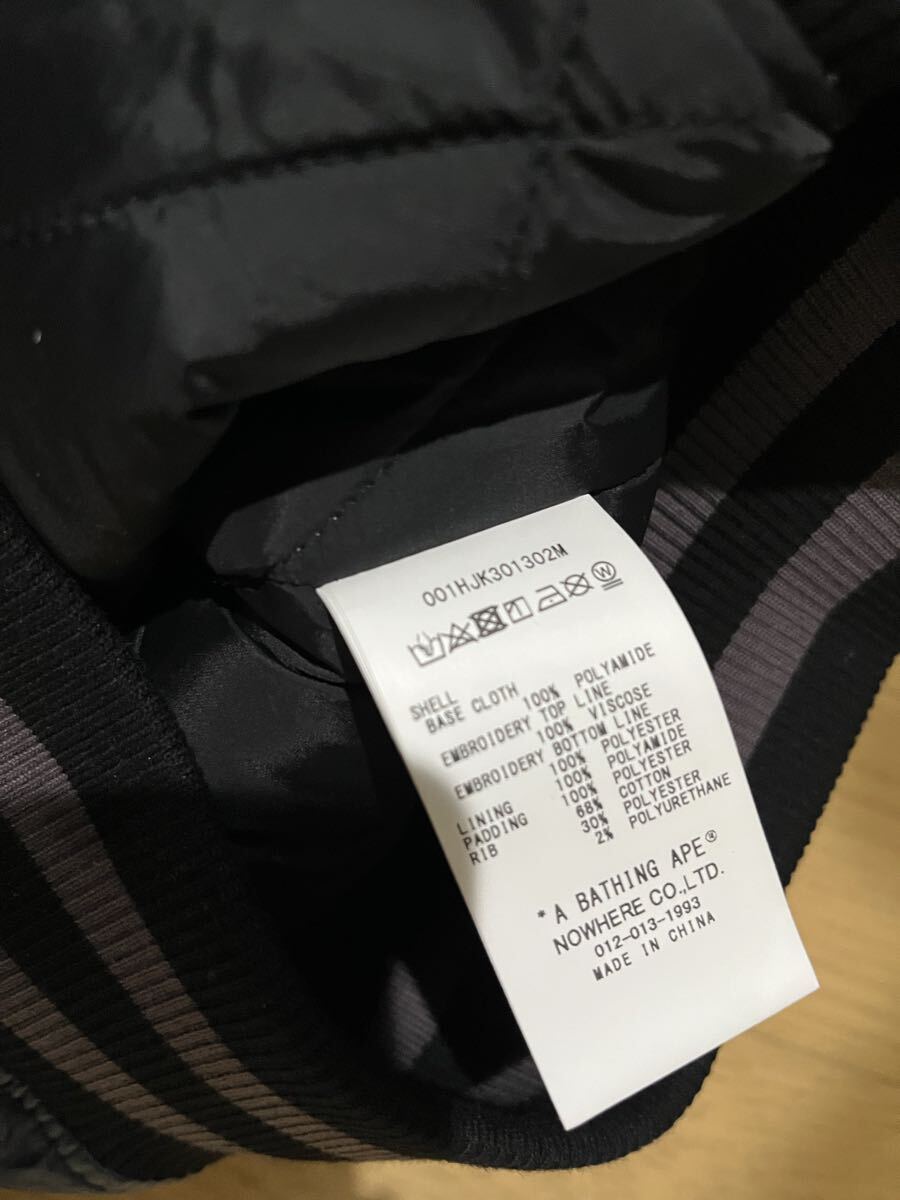 001HJK301302M
W
SHELL
BASE CLOTH 100% POLYAMIDE
EMBROIDERY TOP LINE
100% VISCOSE
EMBROIDERY BOTTOM LINE
100% POLYESTER
LINING 100% POLYAMIDE
PADDING 100% POLYESTER
RIB 68% COTTON
30% POLYESTER
2% POLYURETHANE
*A BATHING APE®
NOWHERE CO.,LTD.
012-013-1993
MADE IN CHINA